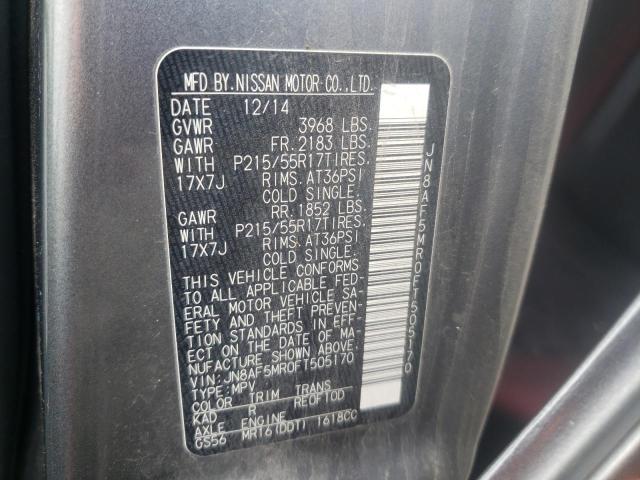 MFD BY.NISSAN MOTOR CO.,LTD.
DATE 12/14
GVWR 3968 LBS.
GAWR FR.2183 LBS.
WITH P215/55R17TIRES.
17X7J RIMS.AT36PSI
COLD SINGLE.
GAWR RR.1852 LBS.
WITH P215/55R17TIRES.
17X7J RIMS.AT36PSI
COLD SINGLE.
THIS VEHICLE CONFORMS
TO ALL APPLICABLE FED-
ERAL MOTOR VEHICLE SA-
FETY AND THEFT PREVEN-
TION STANDARDS IN EFF-
ECT ON THE DATE OF MA-
NUFACTURE SHOWN ABOVE.
VIN:JN8AF5MR0FT505170
TYPE:MPV
COLOR TRIM TRANS
KAD R RE0F10D
AXLE ENGINE
GS56 MR16(DDT) 1618CC
JN8AF5MR0FT505170